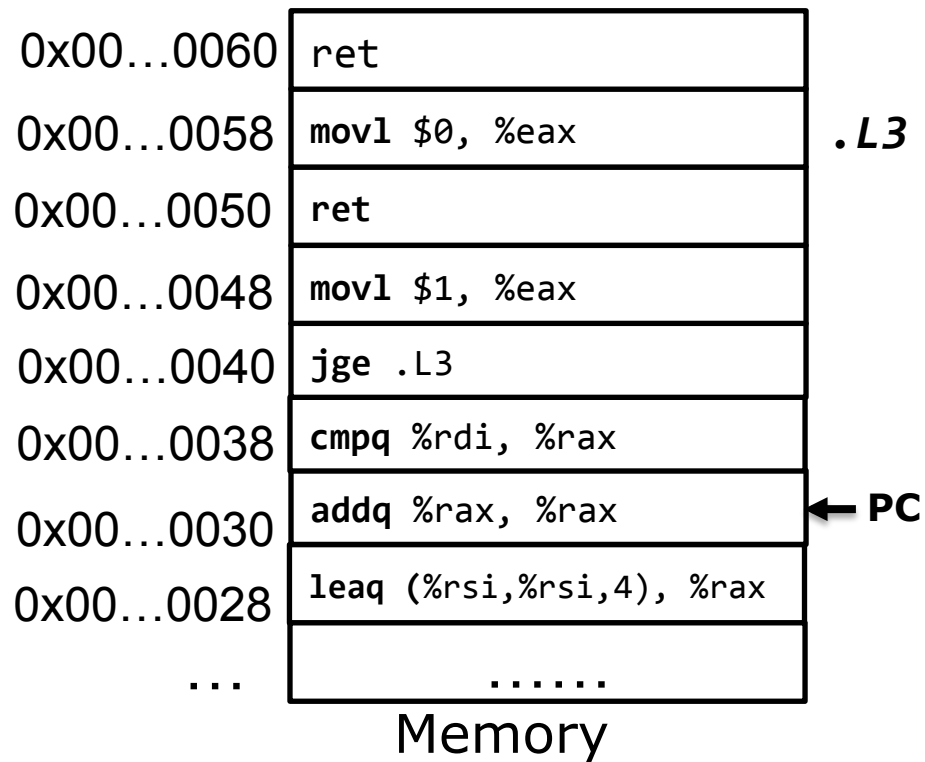 0x00…0060 ret
0x00…0058 movl $0, %eax .L3
0x00…0050 ret
0x00…0048 movl $1, %eax
0x00…0040 jge .L3
0x00…0038 cmpq %rdi, %rax
0x00…0030 addq %rax, %rax PC
0x00…0028 leaq (%rsi,%rsi,4), %rax
... ......
Memory